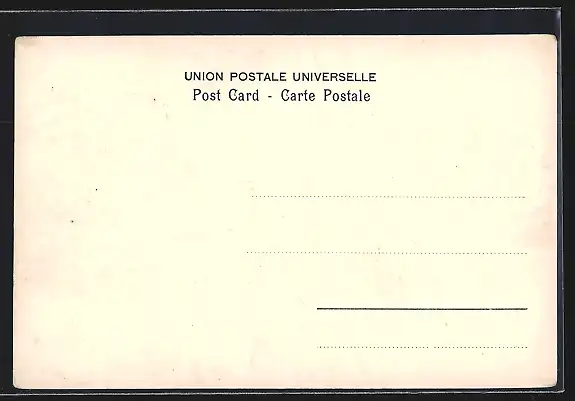 UNION POSTALE UNIVERSELLE
Post Card - Carte Postale